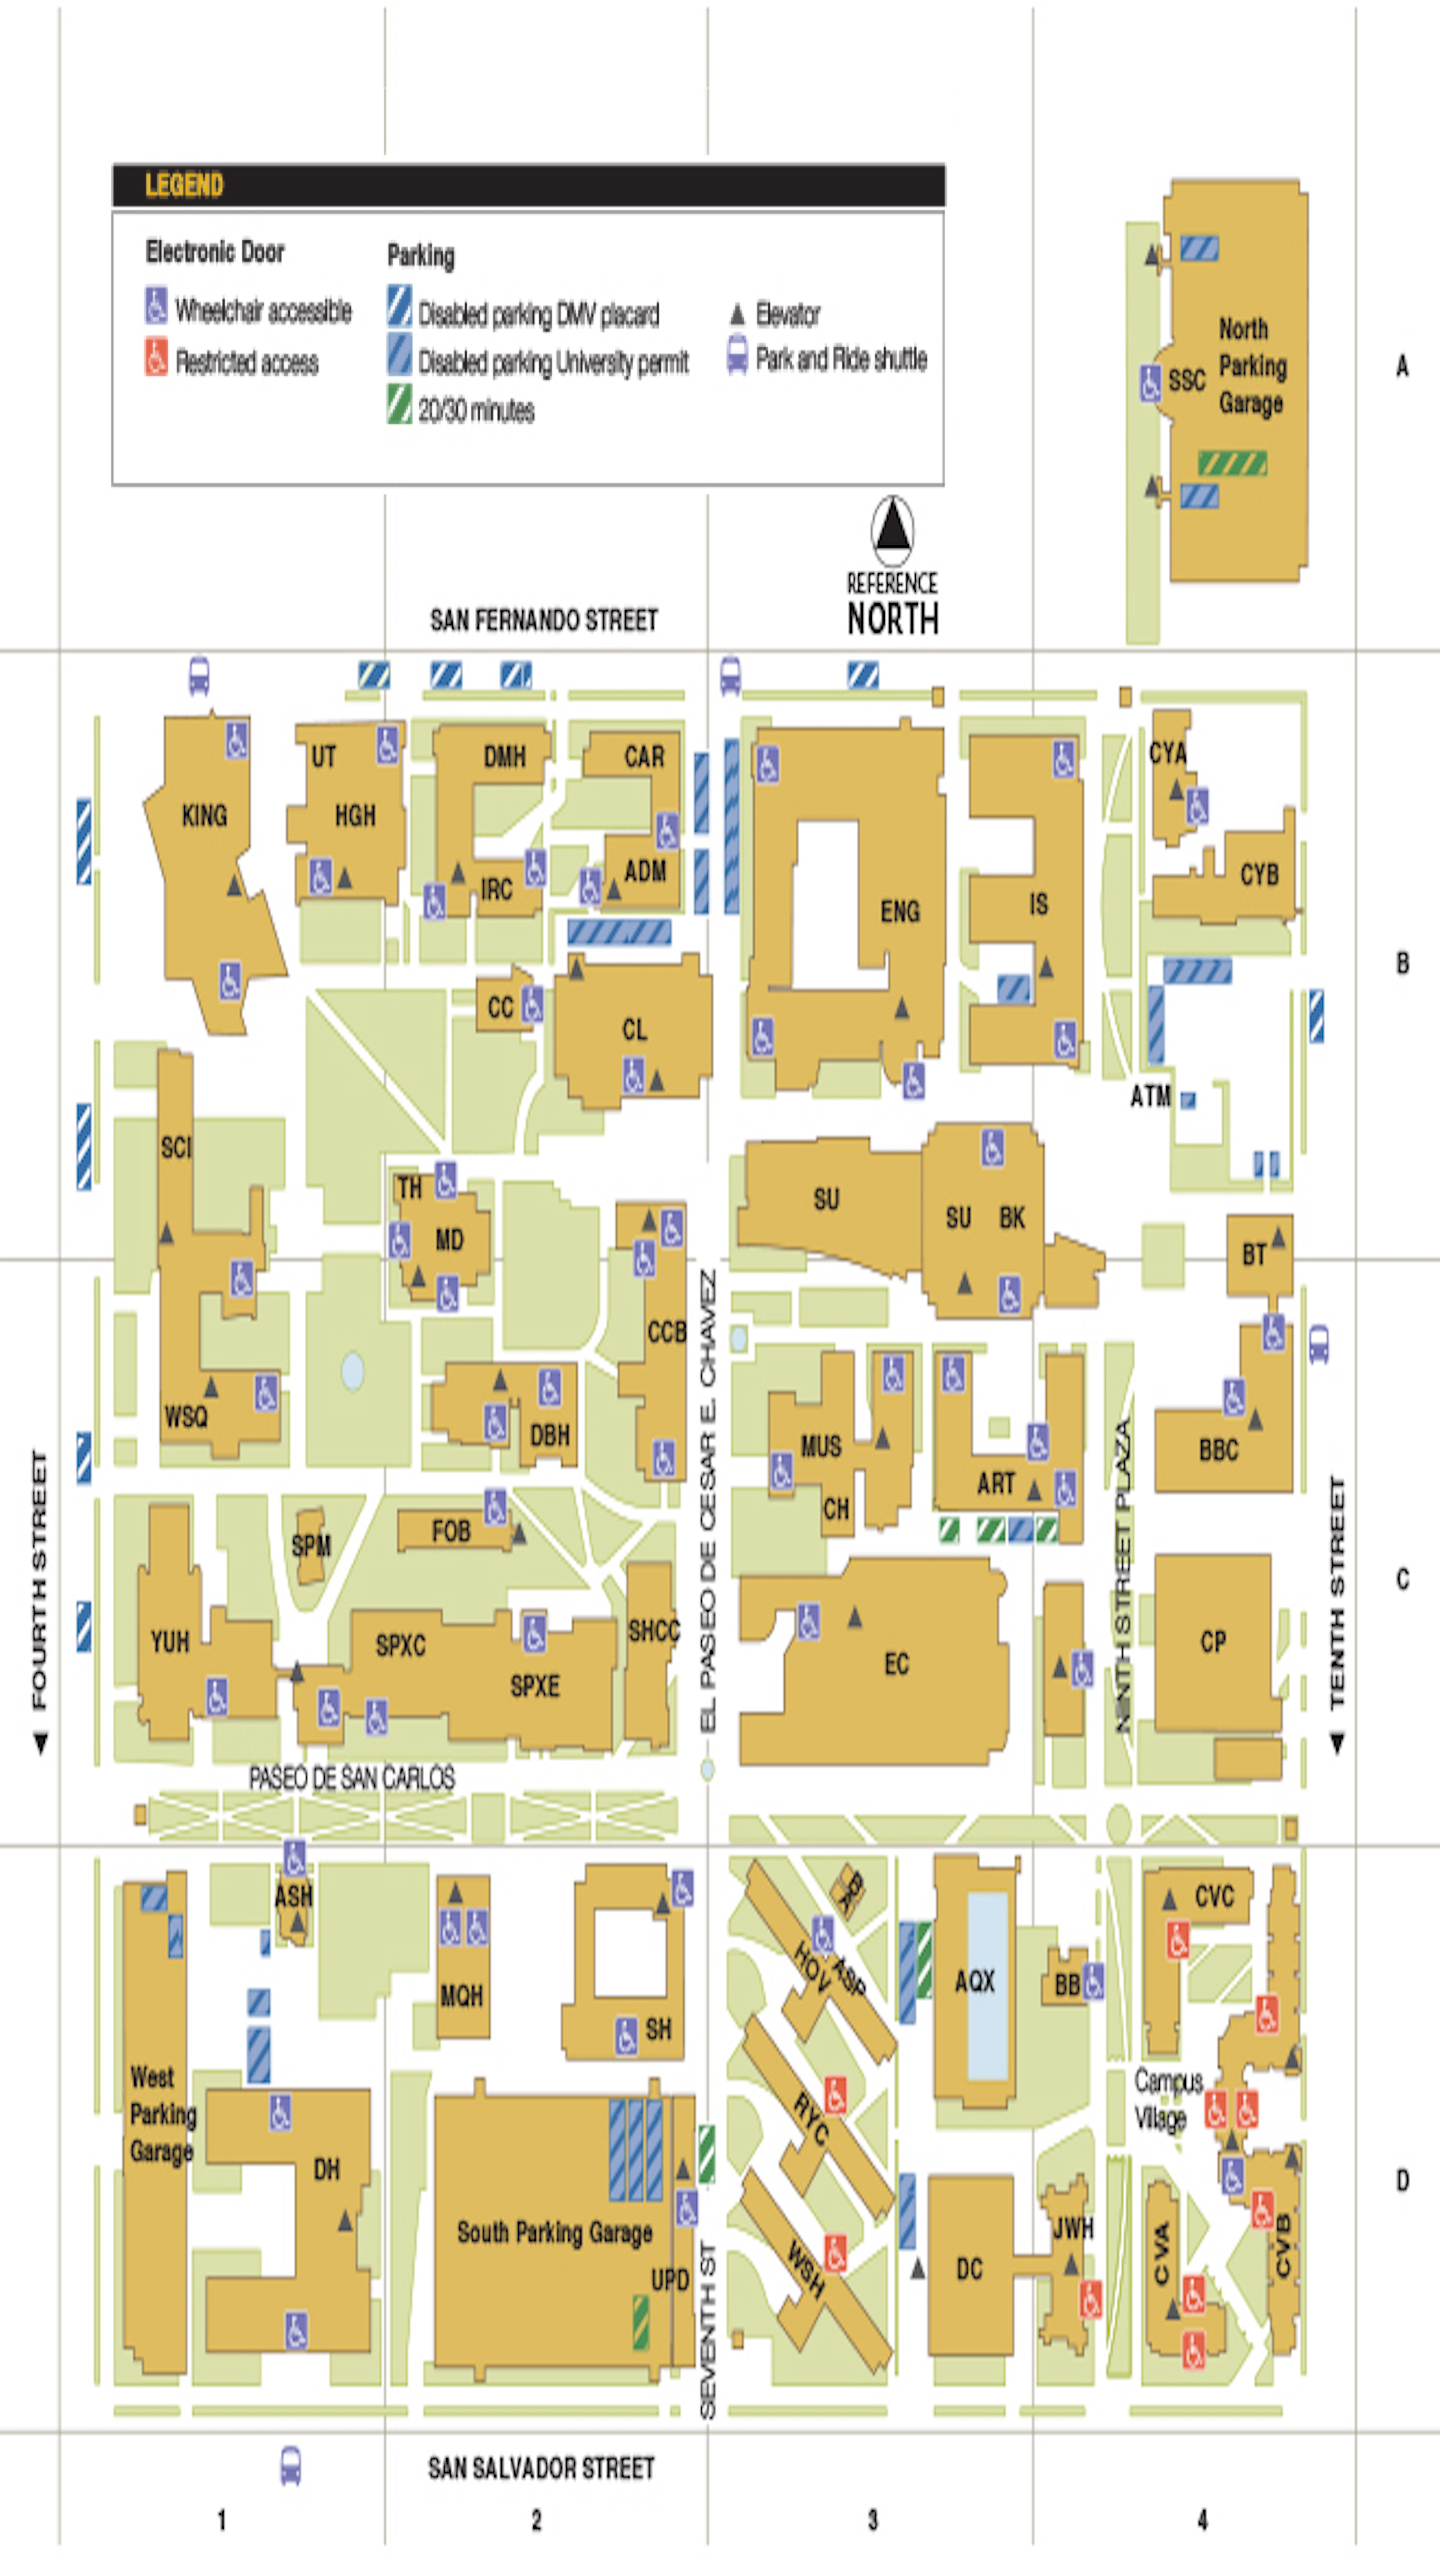 LEGEND
Electronic Door
Wheelchair accessible
Restricted access
Parking
Disabled parking DMV placard
Disabled parking University permit
20/30 minutes
Elevator
Park and Ride shuttle
North
Parking
Garage
SSC
A
REFERENCE
NORTH
SAN FERNANDO STREET
KING
UT
HGH
DMH
IRC
CAR
ADM
ENG
IS
CYA
CYB
B
CC
CL
ATM
SCI
TH
MD
SU
SU
BK
BT
CCB
WSQ
DBH
MUS
CH
ART
BBC
FOURTH STREET
EL PASEO DE CESAR E. CHAVEZ
NINTH STREET PLAZA
TENTH STREET
SPM
FOB
C
YUH
SPXC
SPXE
SHCC
EC
CP
PASEO DE SAN CARLOS
ASH
MQH
SH
BA
HOV
ASP
AQX
BB
CVC
West
Parking
Garage
DH
RYC
Campus
Village
D
South Parking Garage
UPD
SEVENTH ST
WSH
DC
JWH
CVA
CVB
SAN SALVADOR STREET
1
2
3
4